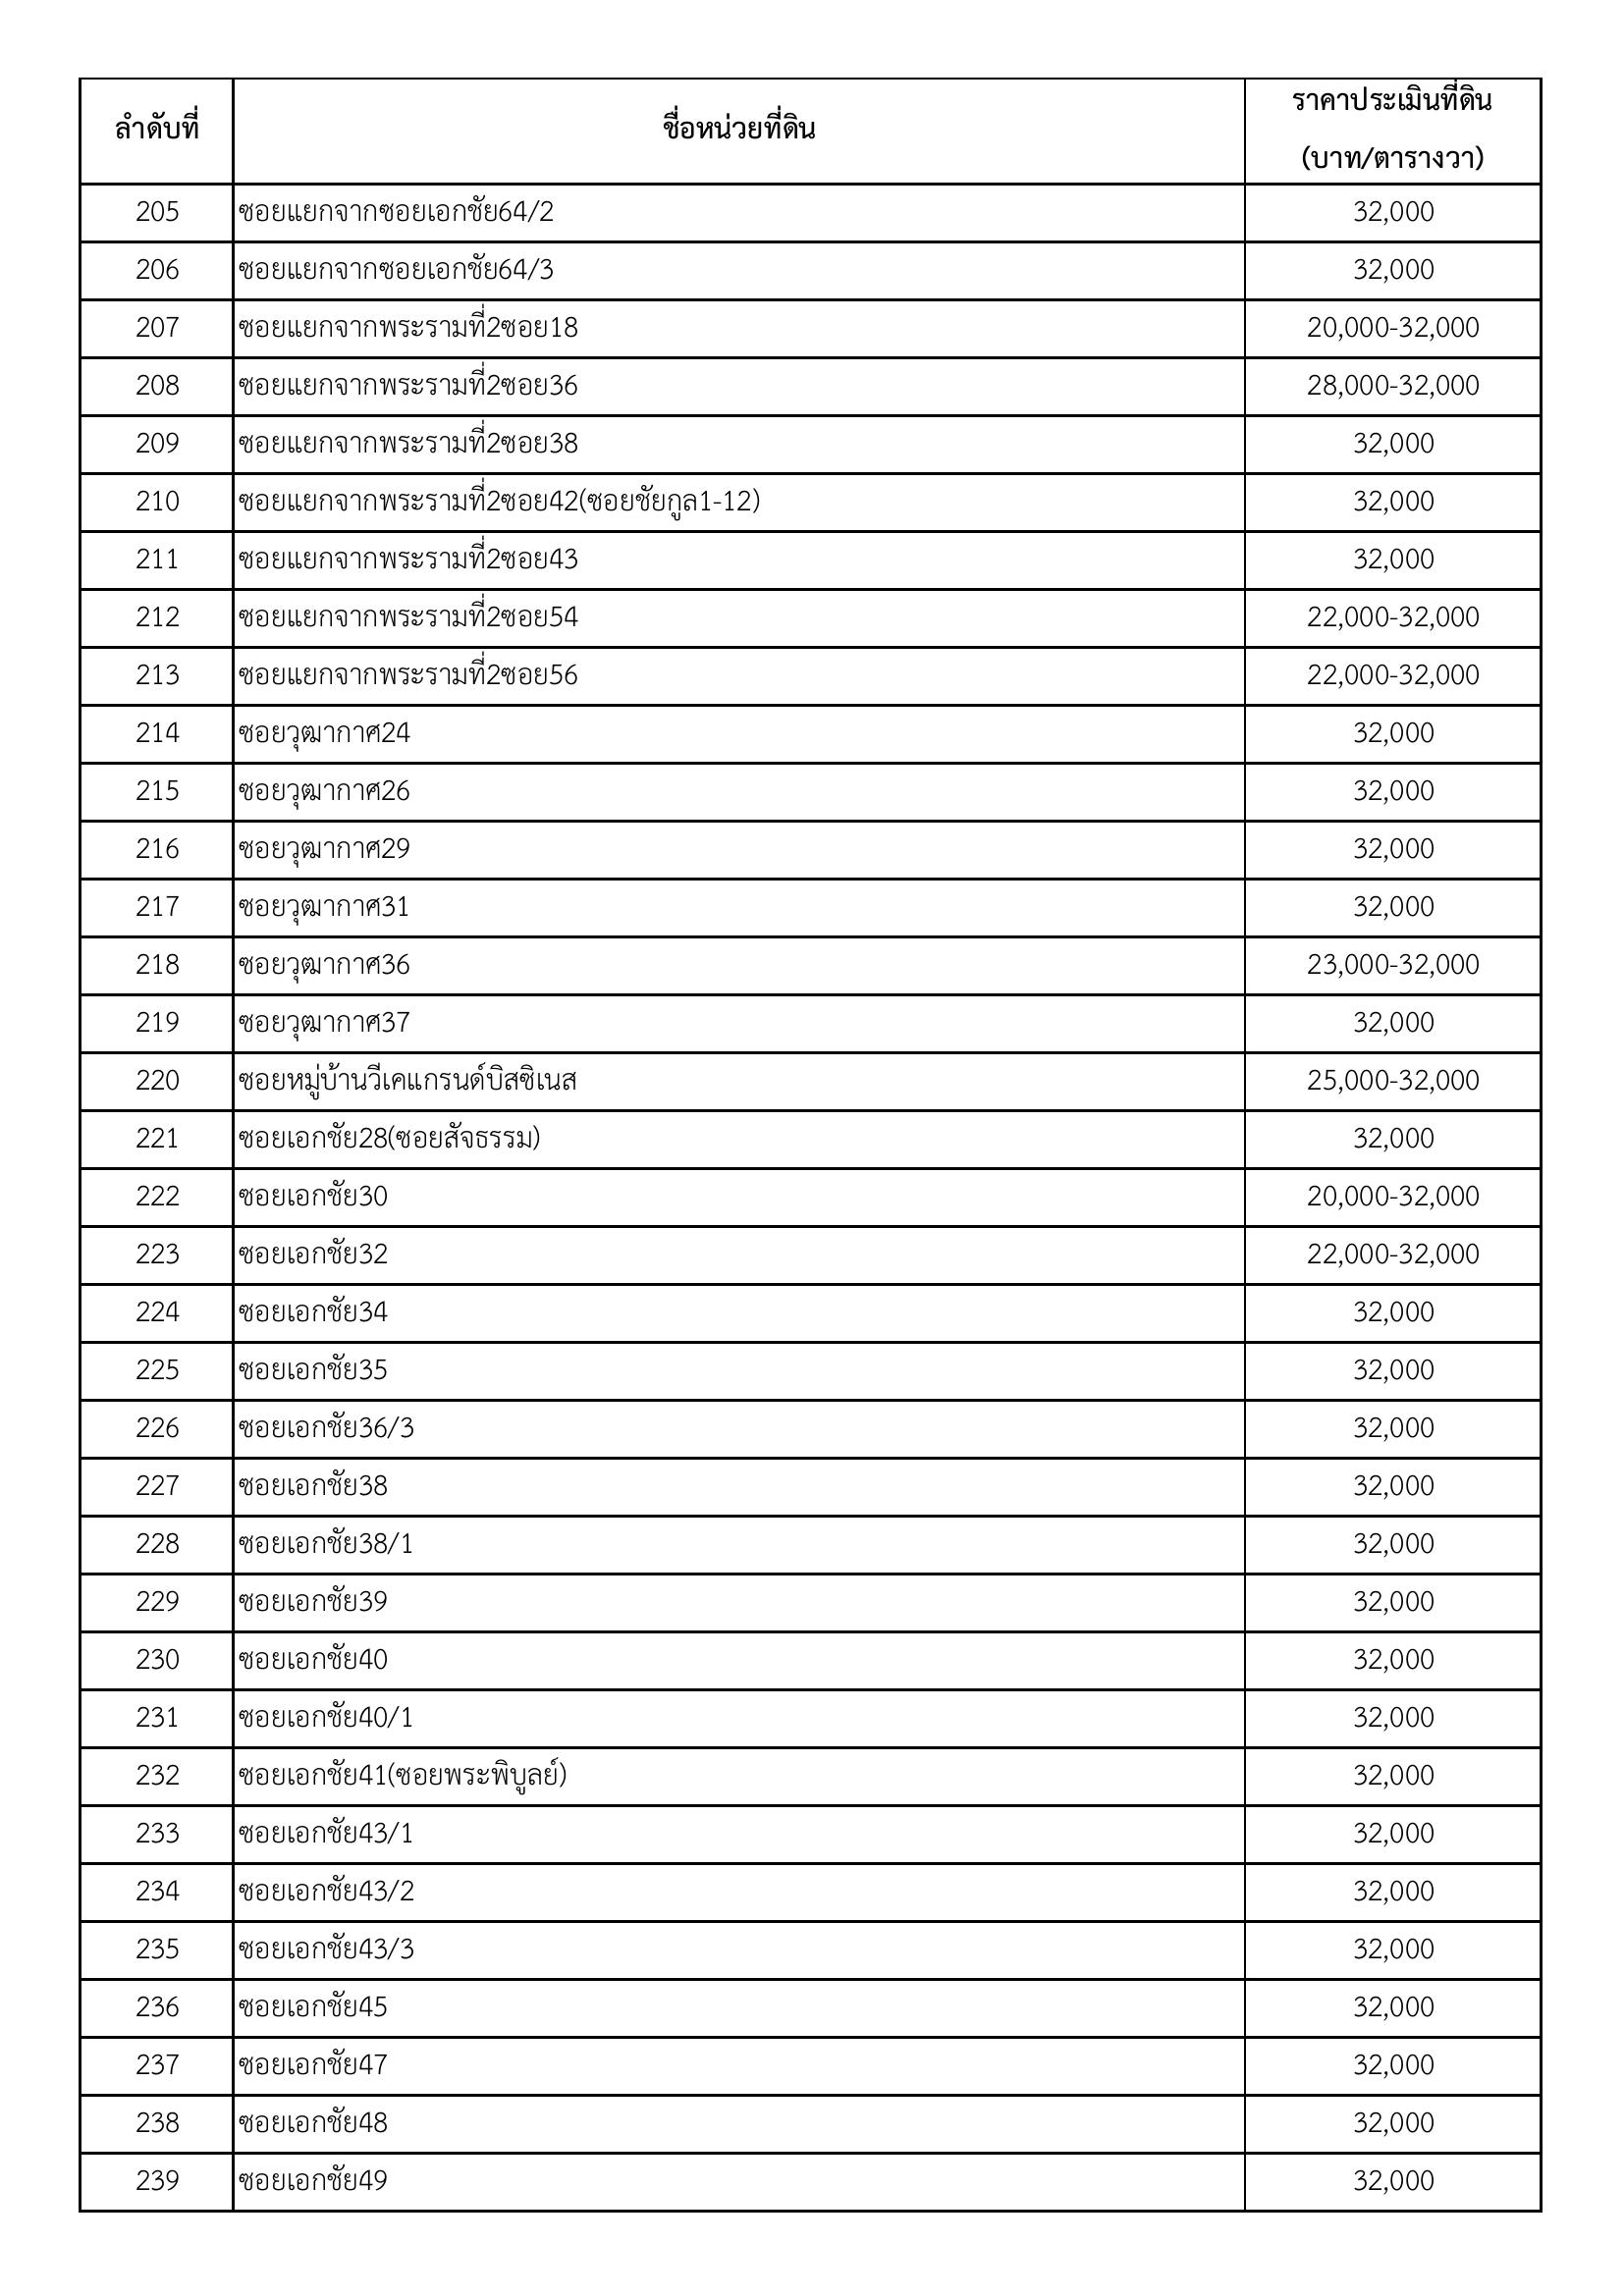 ลำดับที่ ชื่อหน่วยที่ดิน ราคาประเมินที่ดิน
(บาท/ตารางวา)
205 ซอยแยกจากซอยเอกชัย64/2 32,000
206 ซอยแยกจากซอยเอกชัย64/3 32,000
207 ซอยแยกจากพระรามที่2ซอย18 20,000-32,000
208 ซอยแยกจากพระรามที่2ซอย36 28,000-32,000
209 ซอยแยกจากพระรามที่2ซอย38 32,000
210 ซอยแยกจากพระรามที่2ซอย42(ซอยชัยกูล1-12) 32,000
211 ซอยแยกจากพระรามที่2ซอย43 32,000
212 ซอยแยกจากพระรามที่2ซอย54 22,000-32,000
213 ซอยแยกจากพระรามที่2ซอย56 22,000-32,000
214 ซอยวุฒากาศ24 32,000
215 ซอยวุฒากาศ26 32,000
216 ซอยวุฒากาศ29 32,000
217 ซอยวุฒากาศ31 32,000
218 ซอยวุฒากาศ36 23,000-32,000
219 ซอยวุฒากาศ37 32,000
220 ซอยหมู่บ้านวีเคแกรนด์บิสซิเนส 25,000-32,000
221 ซอยเอกชัย28(ซอยสัจธรรม) 32,000
222 ซอยเอกชัย30 20,000-32,000
223 ซอยเอกชัย32 22,000-32,000
224 ซอยเอกชัย34 32,000
225 ซอยเอกชัย35 32,000
226 ซอยเอกชัย36/3 32,000
227 ซอยเอกชัย38 32,000
228 ซอยเอกชัย38/1 32,000
229 ซอยเอกชัย39 32,000
230 ซอยเอกชัย40 32,000
231 ซอยเอกชัย40/1 32,000
232 ซอยเอกชัย41(ซอยพระพิบูลย์) 32,000
233 ซอยเอกชัย43/1 32,000
234 ซอยเอกชัย43/2 32,000
235 ซอยเอกชัย43/3 32,000
236 ซอยเอกชัย45 32,000
237 ซอยเอกชัย47 32,000
238 ซอยเอกชัย48 32,000
239 ซอยเอกชัย49 32,000